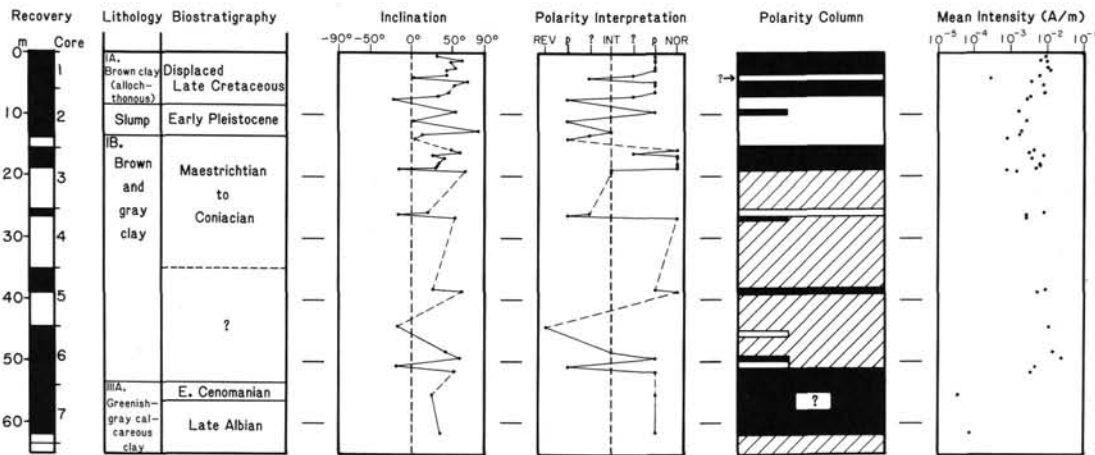 Recovery Lithology Biostratigraphy Inclination Polarity Interpretation Polarity Column Mean Intensity (A/m)
m Core -90° -50° 0° 50° 90° REV p ? INT ? p NOR 10⁻⁵ 10⁻⁴ 10⁻³ 10⁻² 10⁻¹
0
1
IA.
Brown clay
(alloch-
thonous)
Displaced
Late Cretaceous
?
10
2
Slump
Early Pleistocene
IB.
Brown
and
gray
clay
20
3
Maestrichtian
to
Coniacian
30
4
40
5
?
50
6
IIIA.
Greenish-
gray cal-
careous
clay
E. Cenomanian
?
60
7
Late Albian